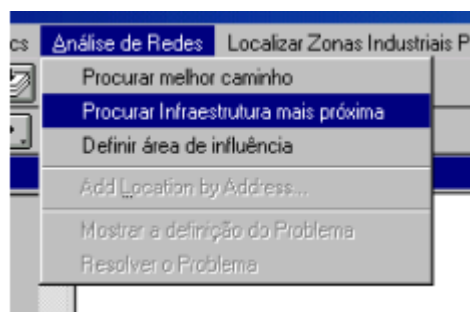 cs Análise de Redes Localizar Zonas Industriais P
Procurar melhor caminho
Procurar Infraestrutura mais próxima
Definir área de influência
Add Location by Address...
Mostrar a definição do Problema
Resolver o Problema